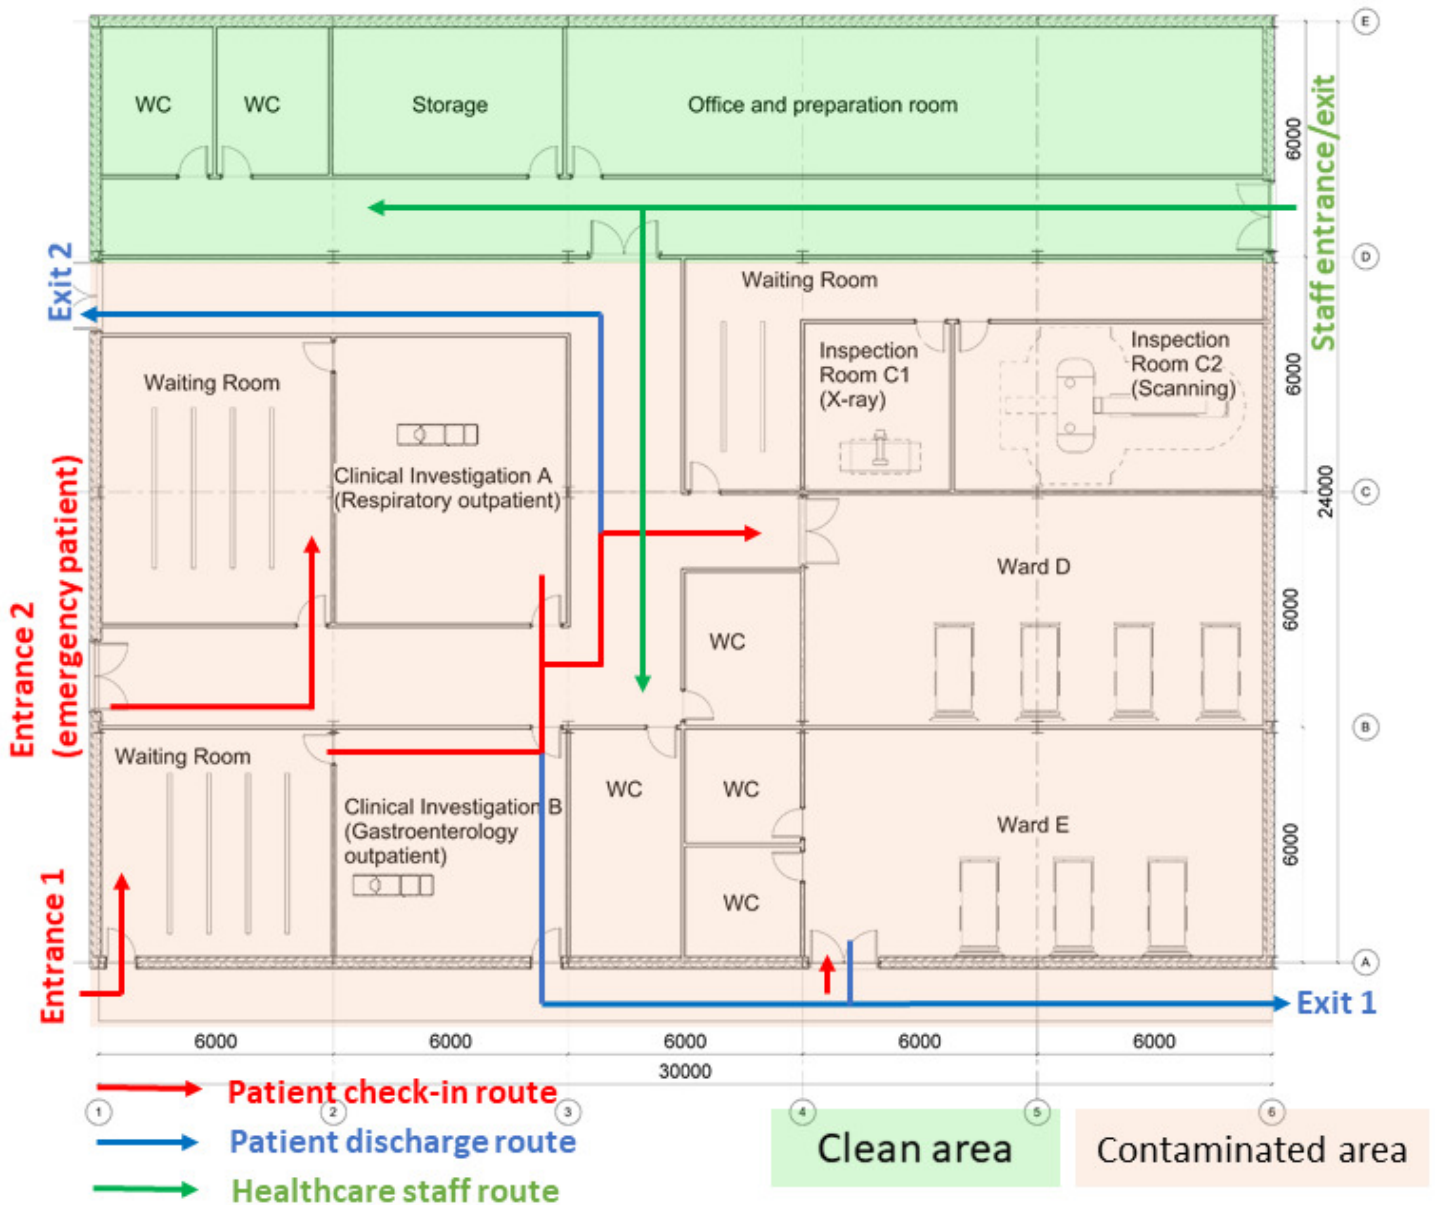 E
WC
WC
Storage
Office and preparation room
6000
Staff entrance/exit
D
Exit 2
Waiting Room
Waiting Room
Inspection
Room C1
(X-ray)
Inspection
Room C2
(Scanning)
6000
Clinical Investigation A
(Respiratory outpatient)
C
24000
Entrance 2
(emergency patient)
Ward D
6000
WC
B
Waiting Room
Clinical Investigation B
(Gastroenterology
outpatient)
WC
WC
Ward E
6000
WC
Entrance 1
A
Exit 1
6000
6000
6000
6000
6000
30000
Patient check-in route
1
2
3
4
5
6
Patient discharge route
Healthcare staff route
Clean area
Contaminated area